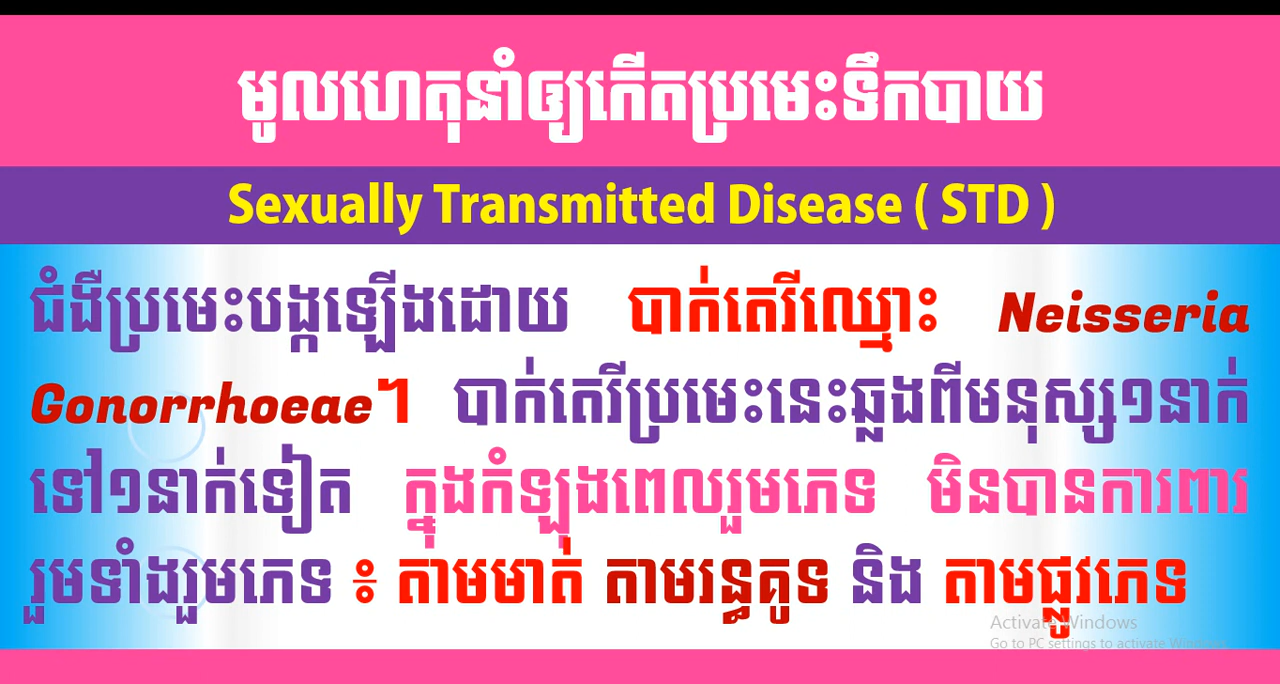 មូលហេតុនាំឲ្យកើតប្រមេះទឹកបាយ
Sexually Transmitted Disease ( STD )
ជំងឺប្រមេះបង្កឡើងដោយ បាក់តេរីឈ្មោះ Neisseria
Gonorrhoeae។ បាក់តេរីប្រមេះនេះឆ្លងពីមនុស្ស១នាក់
ទៅ១នាក់ទៀត ក្នុងកំឡុងពេលរួមភេទ មិនបានការពារ
រួមទាំងរួមភេទ ៖ តាមមាត់ តាមរន្ធគូទ និង តាមផ្លូវភេទ
Activate Windows
Go to PC settings to activate Windows.